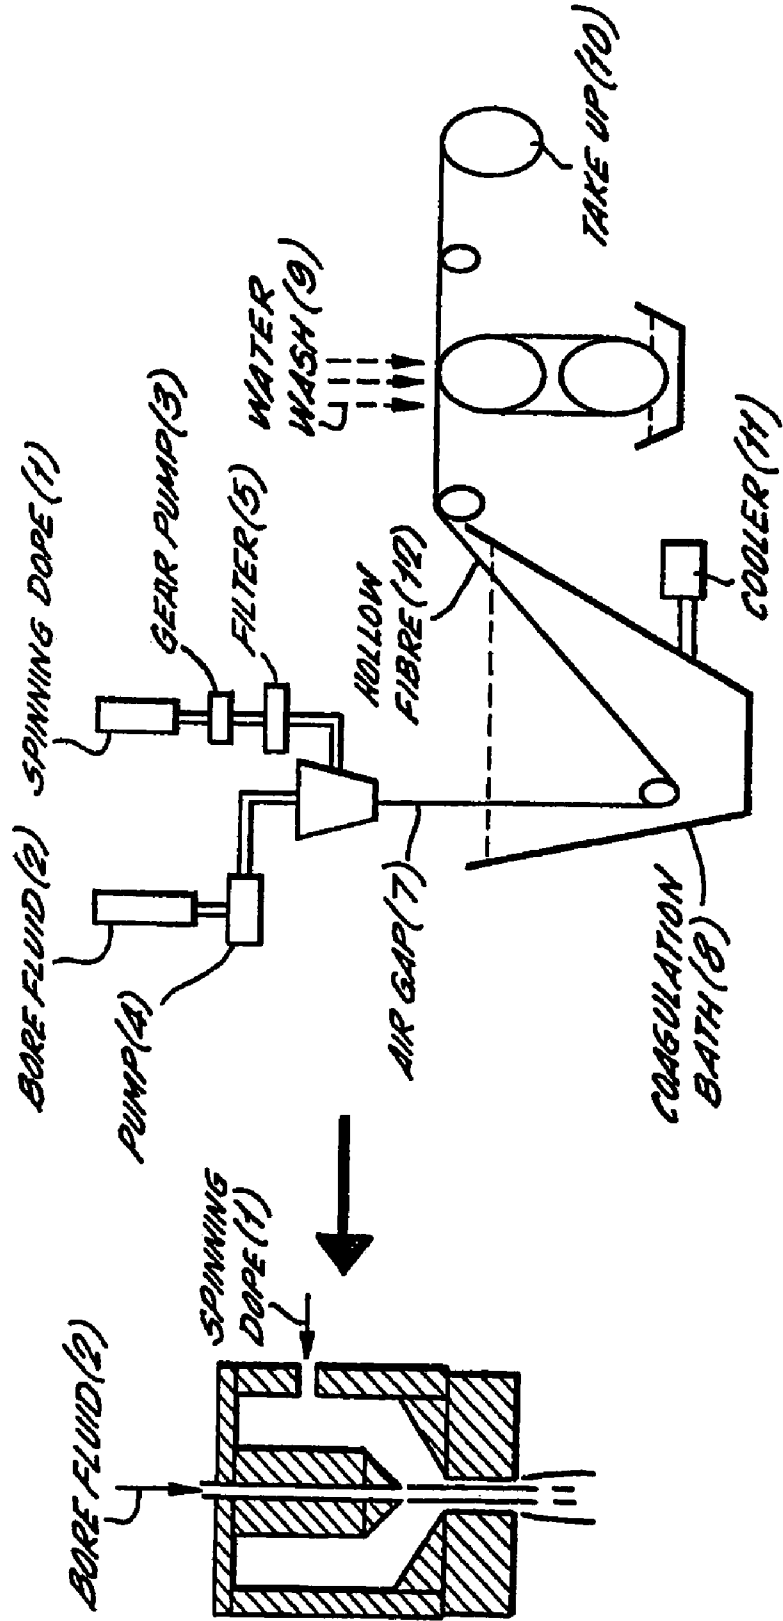 BORE FLUID (2)
SPINNING
DOPE (1)
BORE FLUID (2)
SPINNING DOPE (1)
PUMP (4)
GEAR PUMP (3)
FILTER (5)
WATER
WASH (9)
AIR GAP (7)
HOLLOW
FIBRE (12)
TAKE UP (10)
COAGULATION
BATH (8)
COOLER (11)